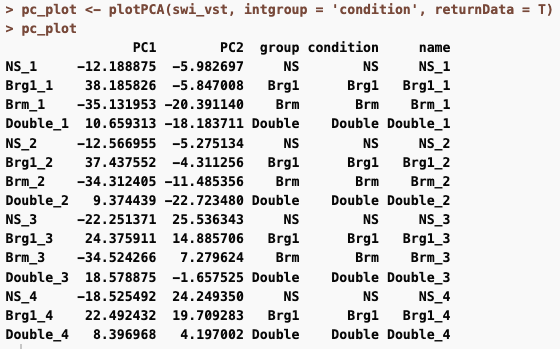 > pc_plot <- plotPCA(swi_vst, intgroup = 'condition', returnData = T)
> pc_plot
PC1 PC2 group condition name
NS_1 -12.188875 -5.982697 NS NS NS_1
Brg1_1 38.185826 -5.847008 Brg1 Brg1 Brg1_1
Brm_1 -35.131953 -20.391140 Brm Brm Brm_1
Double_1 10.659313 -18.183711 Double Double Double_1
NS_2 -12.566955 -5.275134 NS NS NS_2
Brg1_2 37.437552 -4.311256 Brg1 Brg1 Brg1_2
Brm_2 -34.312405 -11.485356 Brm Brm Brm_2
Double_2 9.374439 -22.723480 Double Double Double_2
NS_3 -22.251371 25.536343 NS NS NS_3
Brg1_3 24.375911 14.885706 Brg1 Brg1 Brg1_3
Brm_3 -34.524266 7.279624 Brm Brm Brm_3
Double_3 18.578875 -1.657525 Double Double Double_3
NS_4 -18.525492 24.249350 NS NS NS_4
Brg1_4 22.492432 19.709283 Brg1 Brg1 Brg1_4
Double_4 8.396968 4.197002 Double Double Double_4